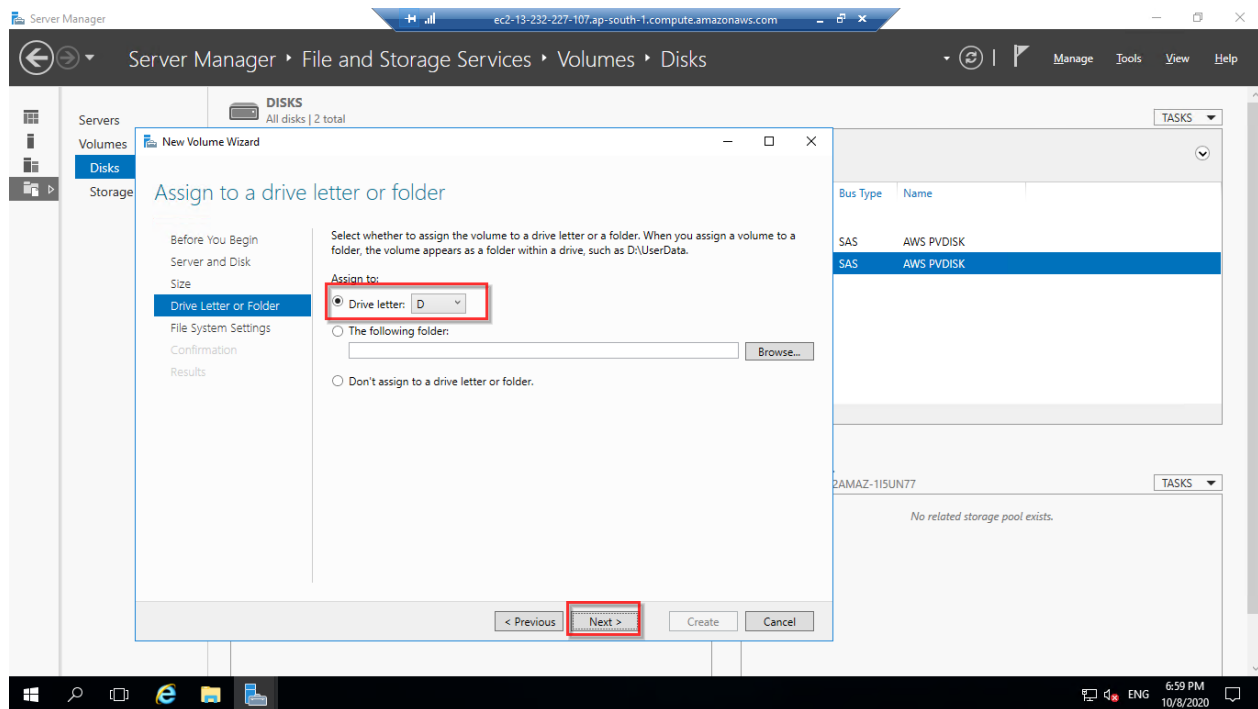 Server Manager
ec2-13-232-227-107.ap-south-1.compute.amazonaws.com
Server Manager ‣ File and Storage Services ‣ Volumes ‣ Disks
Manage Tools View Help
Servers
Volumes
Disks
Storage
DISKS
All disks | 2 total
TASKS
New Volume Wizard
Assign to a drive letter or folder
Before You Begin
Server and Disk
Size
Drive Letter or Folder
File System Settings
Confirmation
Results
Select whether to assign the volume to a drive letter or a folder. When you assign a volume to a
folder, the volume appears as a folder within a drive, such as D:\UserData.
Assign to:
Drive letter: D
The following folder:
Browse...
Don't assign to a drive letter or folder.
< Previous Next > Create Cancel
Bus Type Name
SAS AWS PVDISK
SAS AWS PVDISK
2AMAZ-1I5UN77
TASKS
No related storage pool exists.
ENG
6:59 PM
10/8/2020